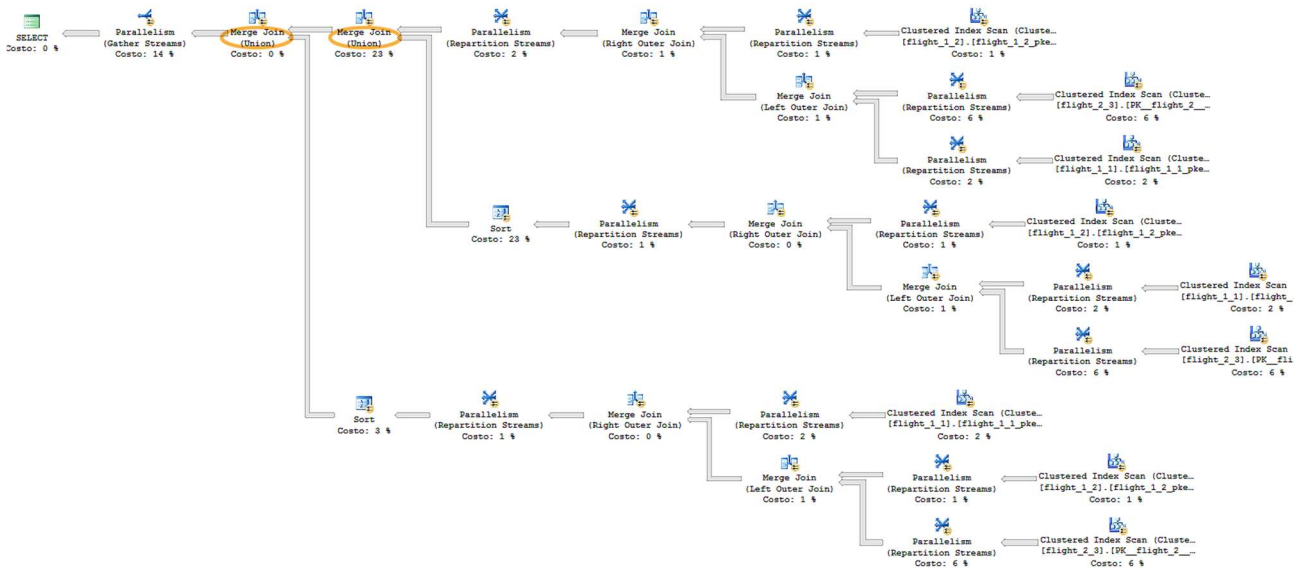 SELECT
Costo: 0 %
Parallelism
(Gather Streams)
Costo: 14 %
Merge Join
(Union)
Costo: 0 %
Merge Join
(Union)
Costo: 23 %
Parallelism
(Repartition Streams)
Costo: 2 %
Merge Join
(Right Outer Join)
Costo: 1 %
Parallelism
(Repartition Streams)
Costo: 1 %
Clustered Index Scan (Cluste…
[flight_1_2].[flight_1_2_pke…
Costo: 1 %
Merge Join
(Left Outer Join)
Costo: 1 %
Parallelism
(Repartition Streams)
Costo: 6 %
Clustered Index Scan (Cluste…
[flight_2_3].[PK__flight_2__…
Costo: 6 %
Parallelism
(Repartition Streams)
Costo: 2 %
Clustered Index Scan (Cluste…
[flight_1_1].[flight_1_1_pke…
Costo: 2 %
Sort
Costo: 23 %
Parallelism
(Repartition Streams)
Costo: 1 %
Merge Join
(Right Outer Join)
Costo: 0 %
Parallelism
(Repartition Streams)
Costo: 1 %
Clustered Index Scan (Cluste…
[flight_1_2].[flight_1_2_pke…
Costo: 1 %
Merge Join
(Left Outer Join)
Costo: 1 %
Parallelism
(Repartition Streams)
Costo: 2 %
Clustered Index Scan
[flight_1_1].[flight_
Costo: 2 %
Parallelism
(Repartition Streams)
Costo: 6 %
Clustered Index Scan
[flight_2_3].[PK__fli
Costo: 6 %
Sort
Costo: 3 %
Parallelism
(Repartition Streams)
Costo: 1 %
Merge Join
(Right Outer Join)
Costo: 0 %
Parallelism
(Repartition Streams)
Costo: 2 %
Clustered Index Scan (Cluste…
[flight_1_1].[flight_1_1_pke…
Costo: 2 %
Merge Join
(Left Outer Join)
Costo: 1 %
Parallelism
(Repartition Streams)
Costo: 1 %
Clustered Index Scan (Cluste…
[flight_1_2].[flight_1_2_pke…
Costo: 1 %
Parallelism
(Repartition Streams)
Costo: 6 %
Clustered Index Scan (Cluste…
[flight_2_3].[PK__flight_2__…
Costo: 6 %